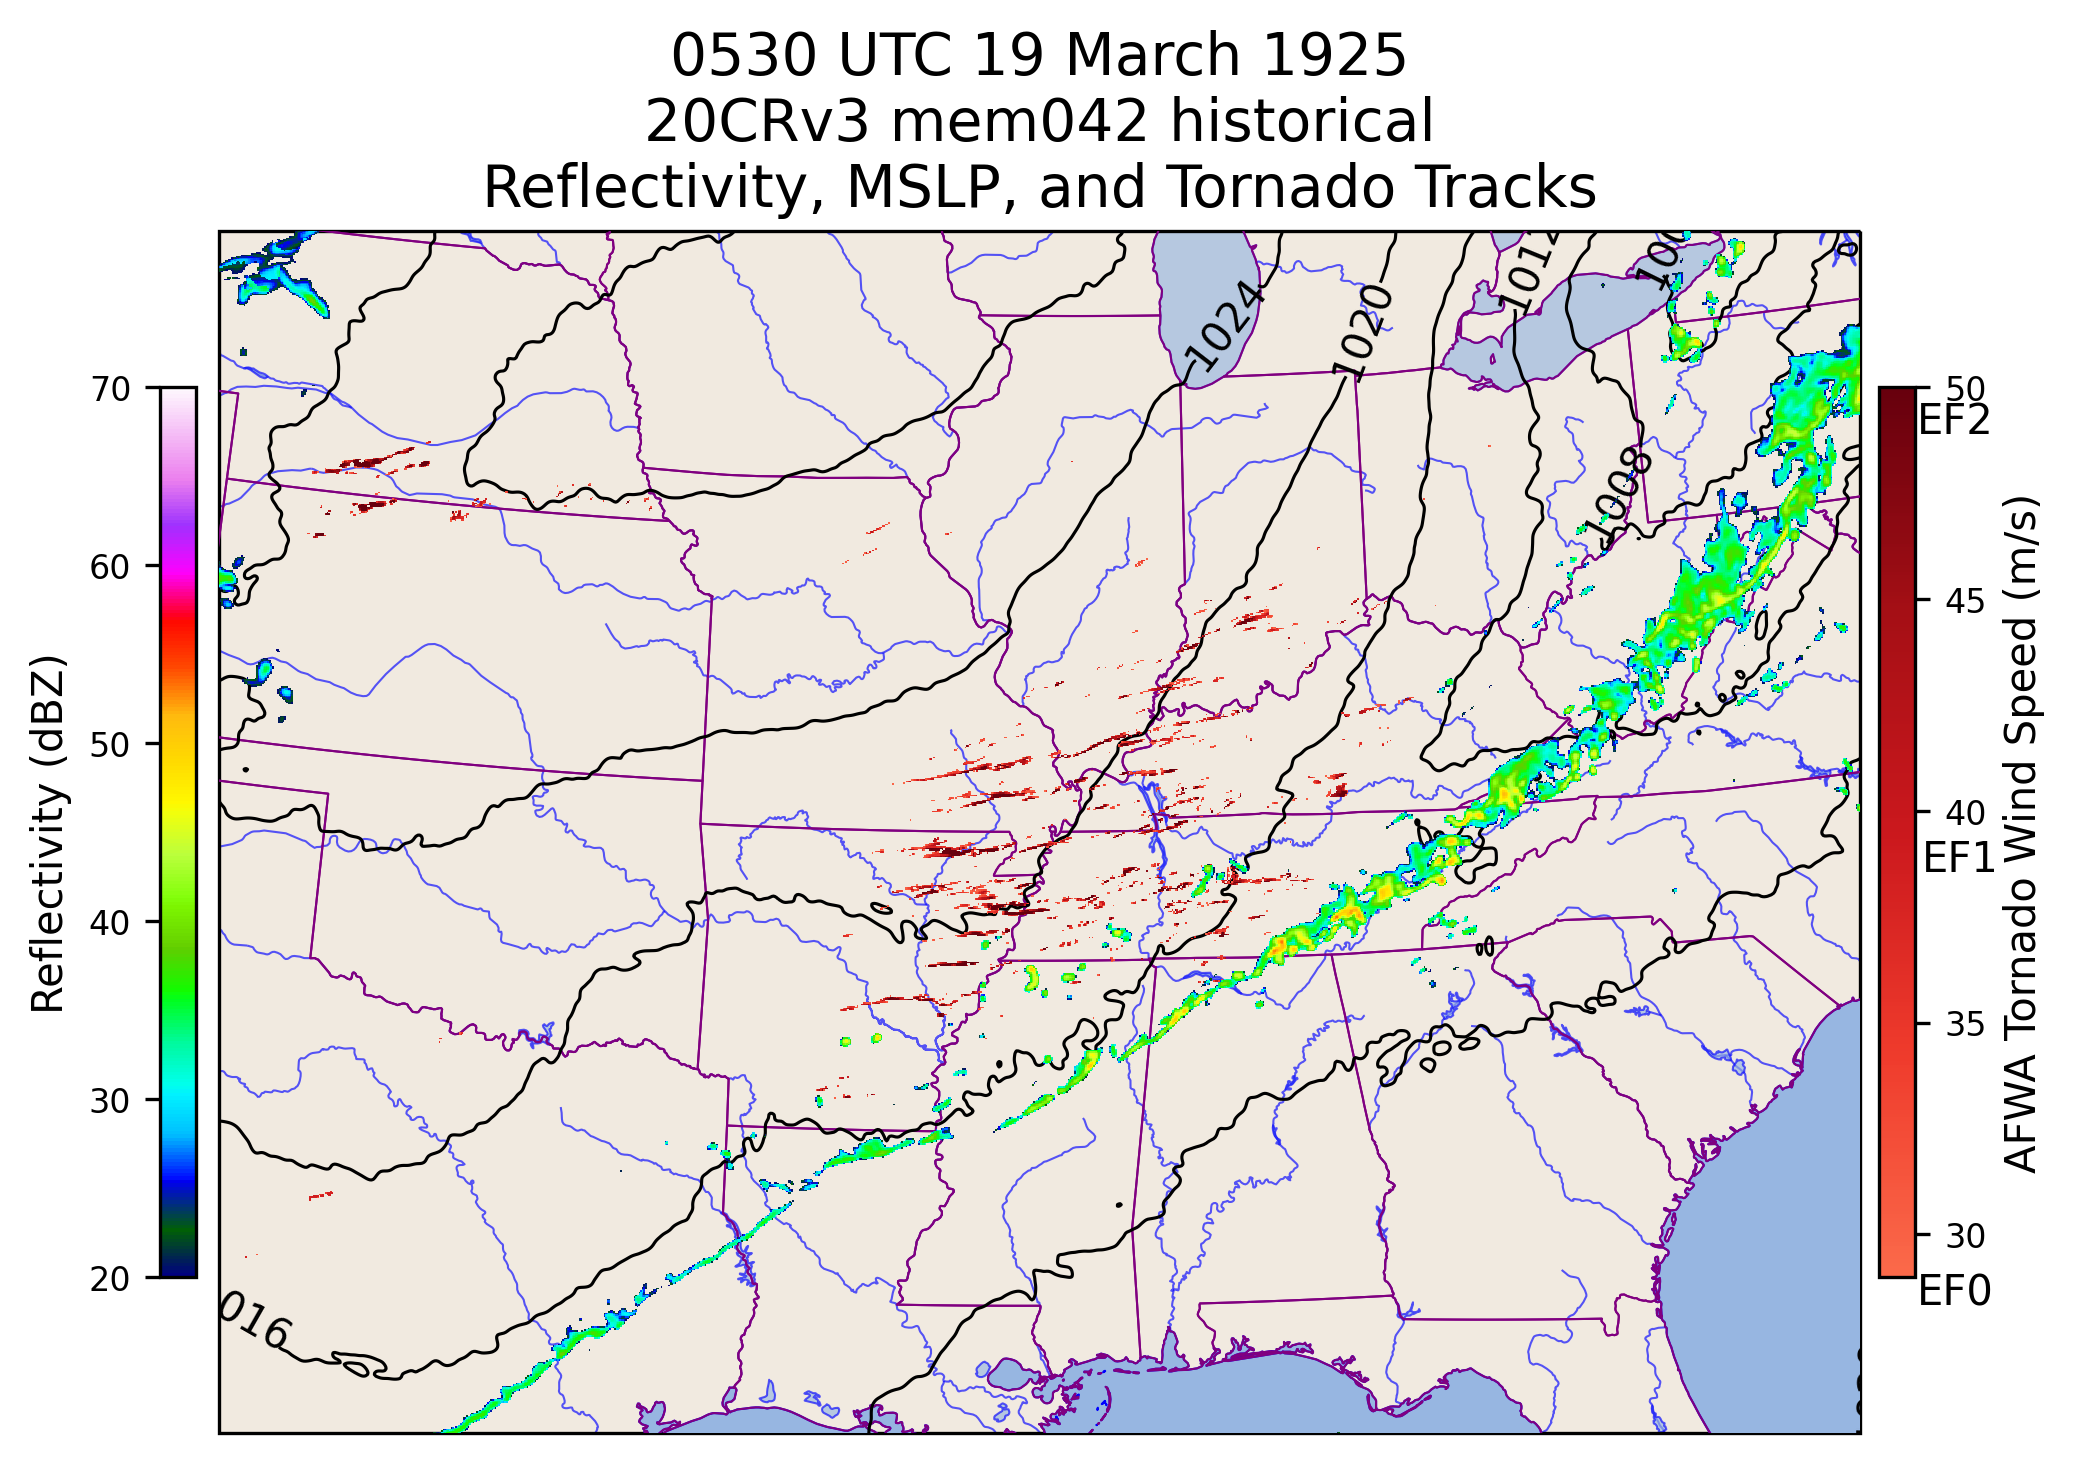 0530 UTC 19 March 1925
20CRv3 mem042 historical
Reflectivity, MSLP, and Tornado Tracks
1024
1020
1012
1008
016
Reflectivity (dBZ)
70
60
50
40
30
20
50
EF2
45
40
EF1
35
30
EF0
AFWA Tornado Wind Speed (m/s)